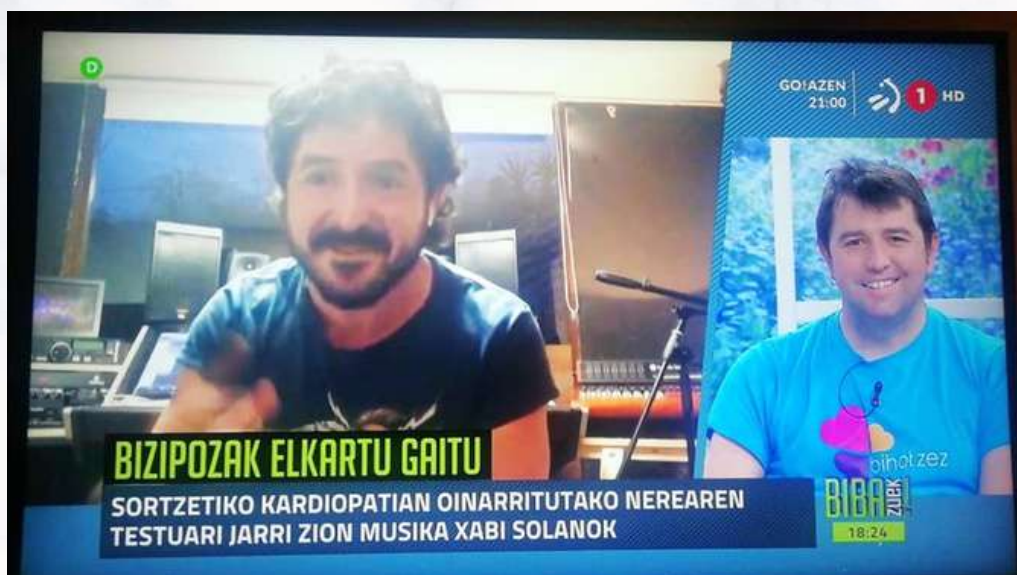 D
GO!AZEN
21:00
1 HD
bihotzez
BIZIPOZAK ELKARTU GAITU
SORTZETIKO KARDIOPATIAN OINARRITUTAKO NEREAREN
TESTUARI JARRI ZION MUSIKA XABI SOLANOK
BIBA ZUEK
18:24